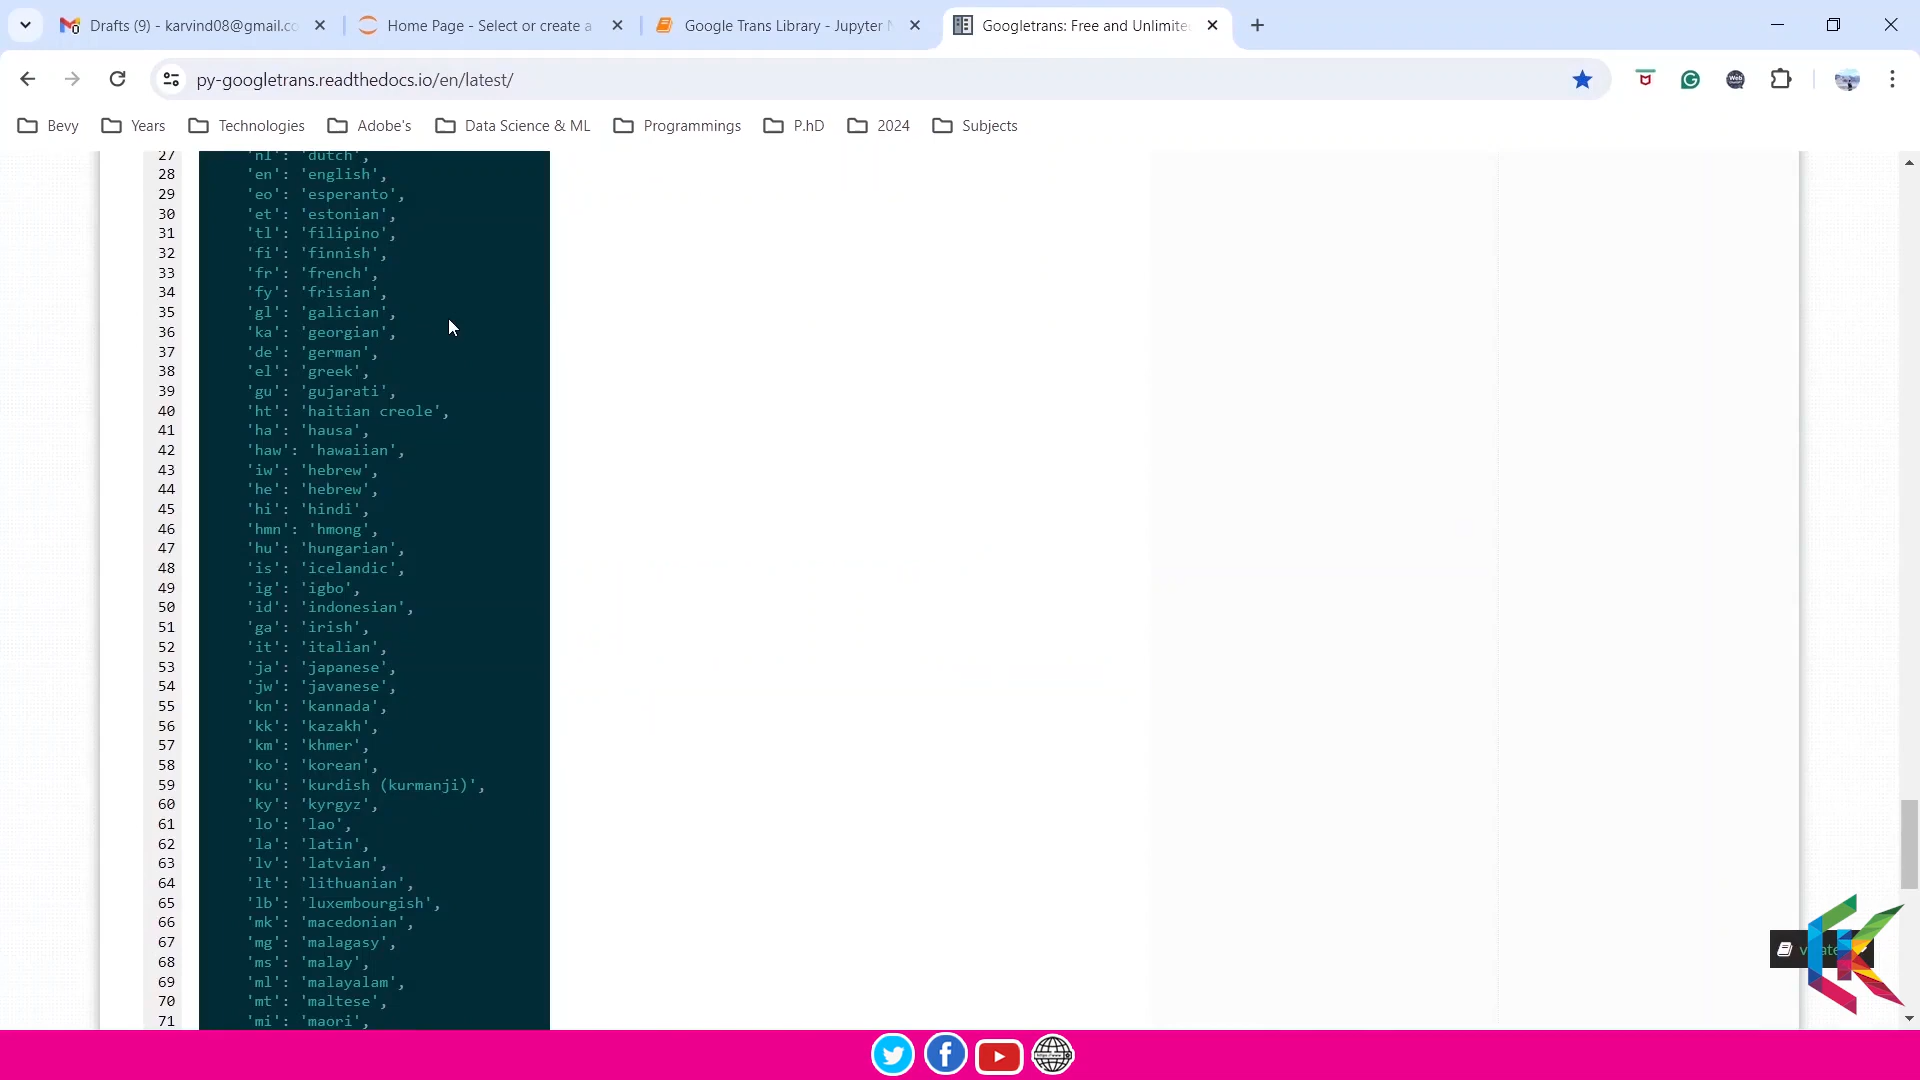 Drafts (9) - karvind08@gmail.co
Home Page - Select or create a
Google Trans Library - Jupyter N
Googletrans: Free and Unlimite
py-googletrans.readthedocs.io/en/latest/
Bevy
Years
Technologies
Adobe's
Data Science & ML
Programmings
P.hD
2024
Subjects
27 'nl': 'dutch',
28 'en': 'english',
29 'eo': 'esperanto',
30 'et': 'estonian',
31 'tl': 'filipino',
32 'fi': 'finnish',
33 'fr': 'french',
34 'fy': 'frisian',
35 'gl': 'galician',
36 'ka': 'georgian',
37 'de': 'german',
38 'el': 'greek',
39 'gu': 'gujarati',
40 'ht': 'haitian creole',
41 'ha': 'hausa',
42 'haw': 'hawaiian',
43 'iw': 'hebrew',
44 'he': 'hebrew',
45 'hi': 'hindi',
46 'hmn': 'hmong',
47 'hu': 'hungarian',
48 'is': 'icelandic',
49 'ig': 'igbo',
50 'id': 'indonesian',
51 'ga': 'irish',
52 'it': 'italian',
53 'ja': 'japanese',
54 'jw': 'javanese',
55 'kn': 'kannada',
56 'kk': 'kazakh',
57 'km': 'khmer',
58 'ko': 'korean',
59 'ku': 'kurdish (kurmanji)',
60 'ky': 'kyrgyz',
61 'lo': 'lao',
62 'la': 'latin',
63 'lv': 'latvian',
64 'lt': 'lithuanian',
65 'lb': 'luxembourgish',
66 'mk': 'macedonian',
67 'mg': 'malagasy',
68 'ms': 'malay',
69 'ml': 'malayalam',
70 'mt': 'maltese',
71 'mi': 'maori',